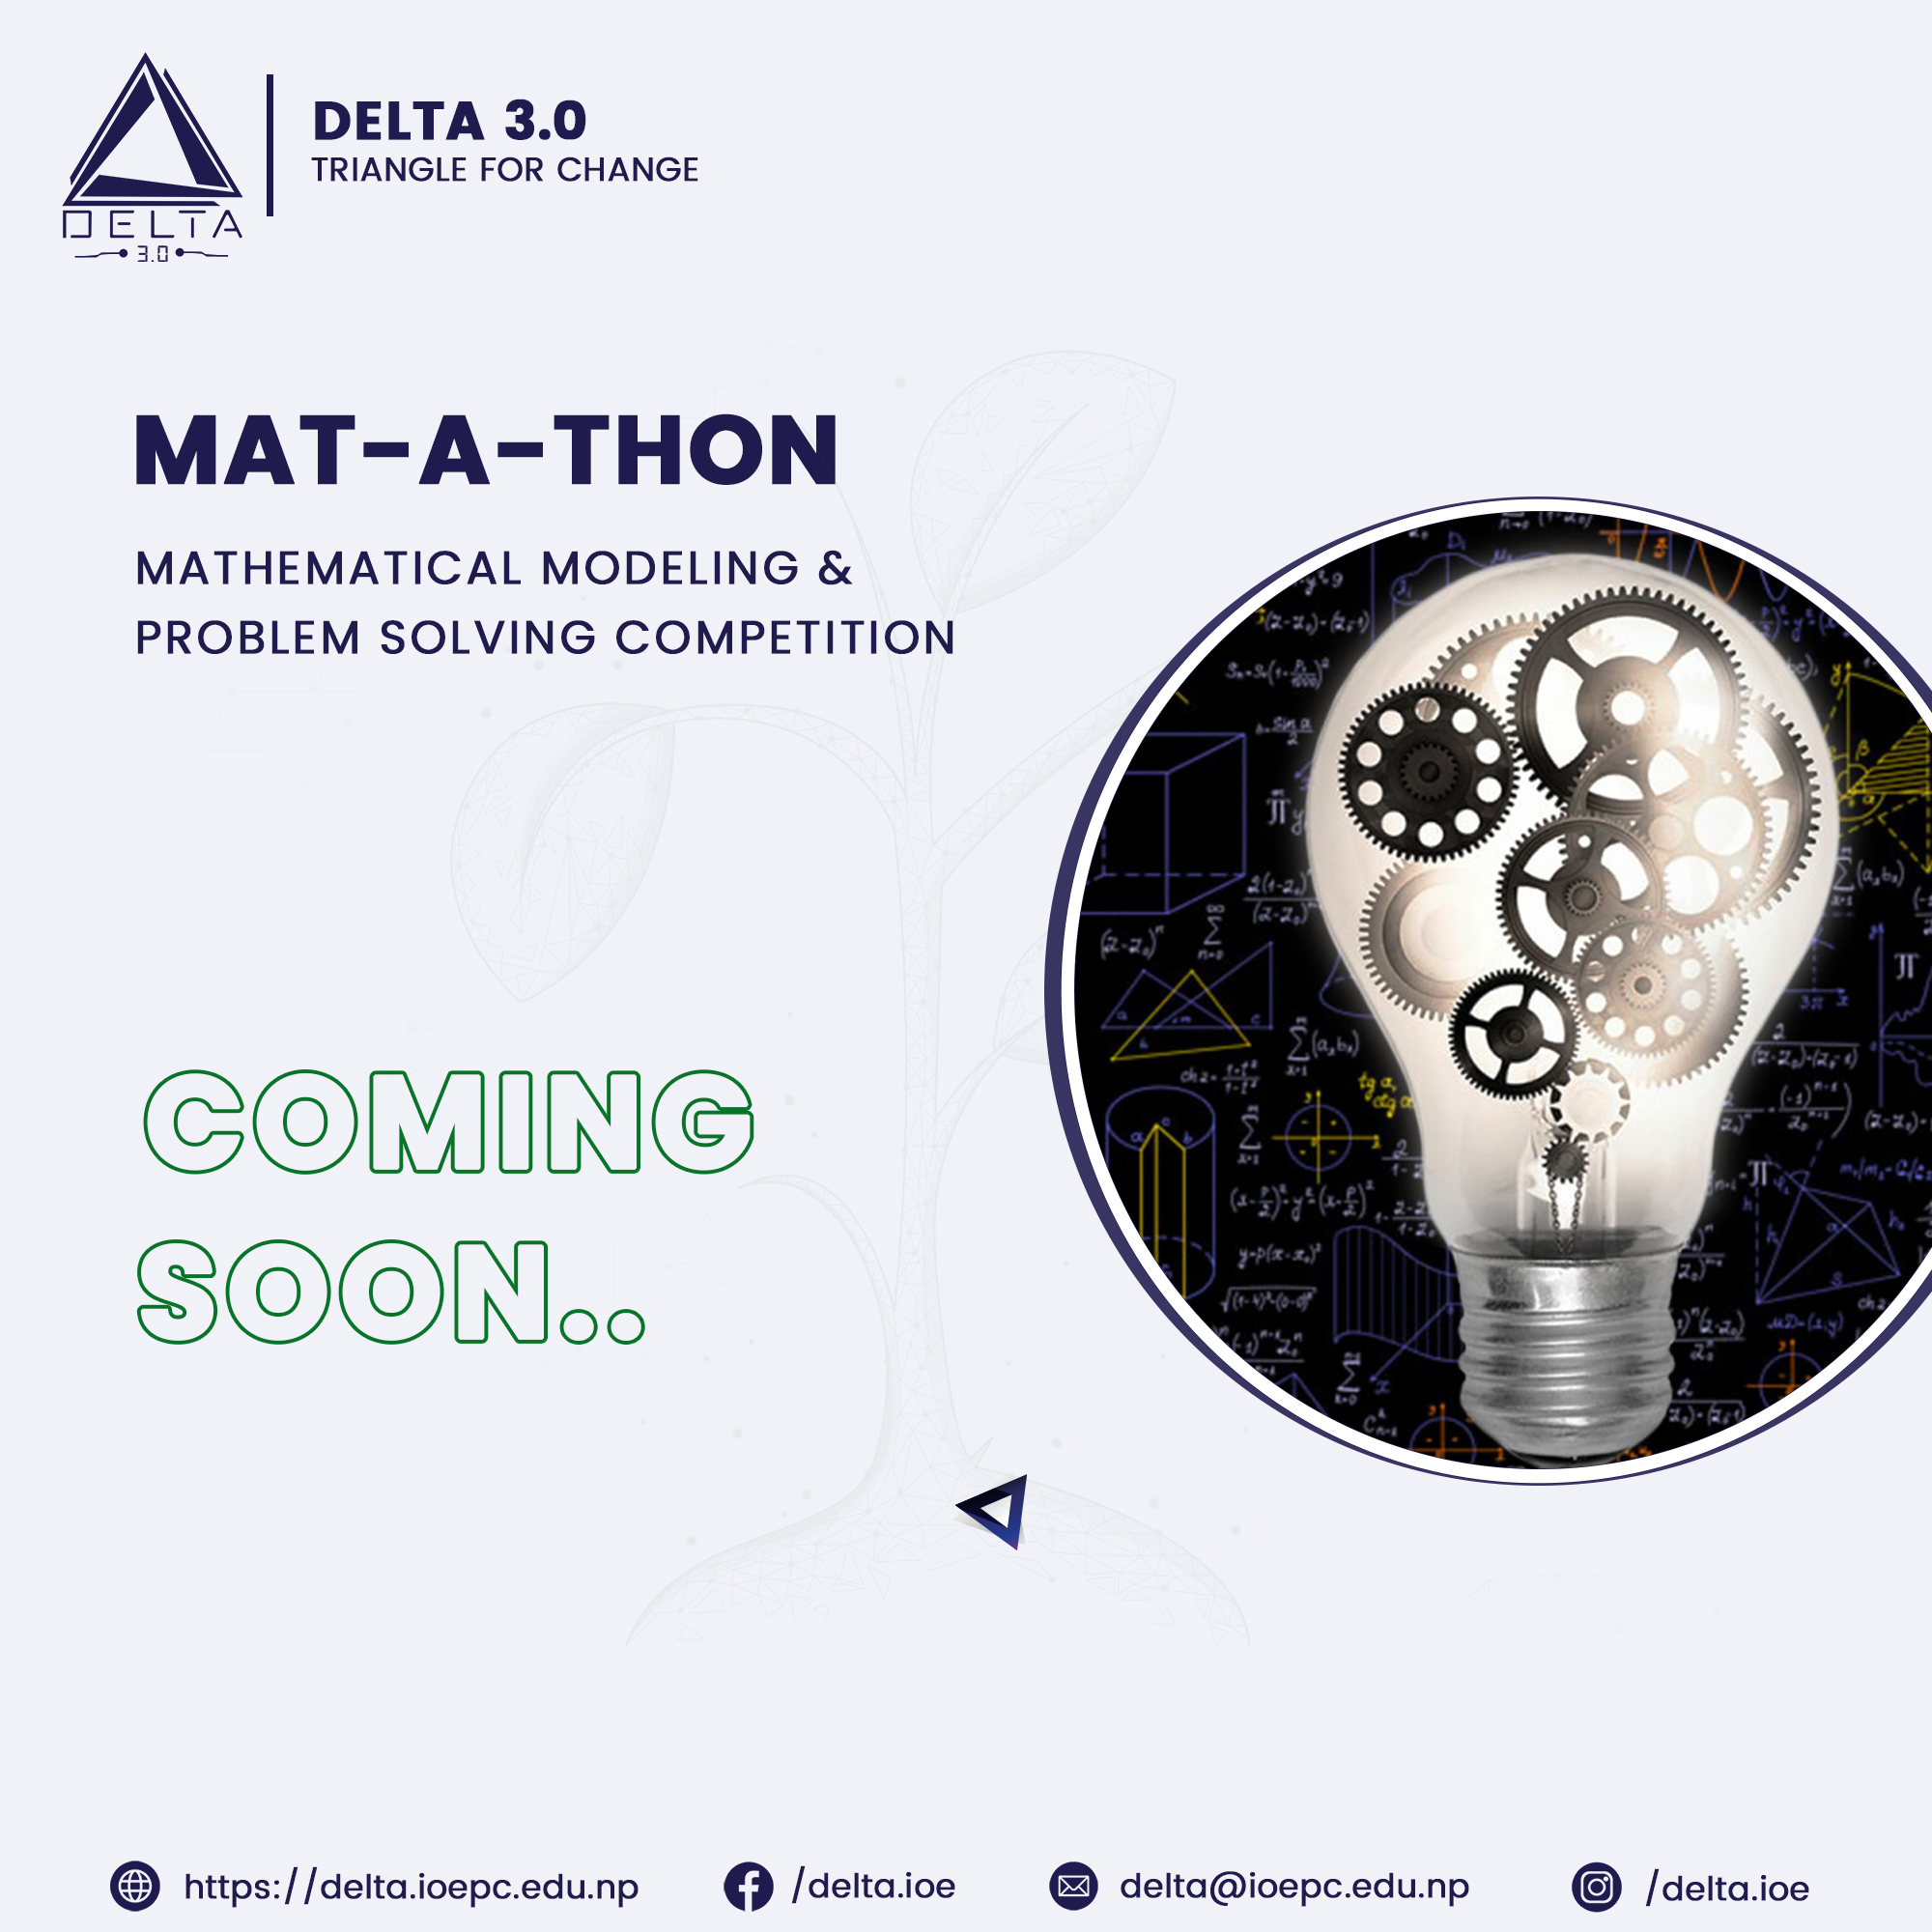 DELTA
3.0
DELTA 3.0
TRIANGLE FOR CHANGE
MAT-A-THON
MATHEMATICAL MODELING &
PROBLEM SOLVING COMPETITION
COMING
SOON..
https://delta.ioepc.edu.np
/delta.ioe
delta@ioepc.edu.np
/delta.ioe